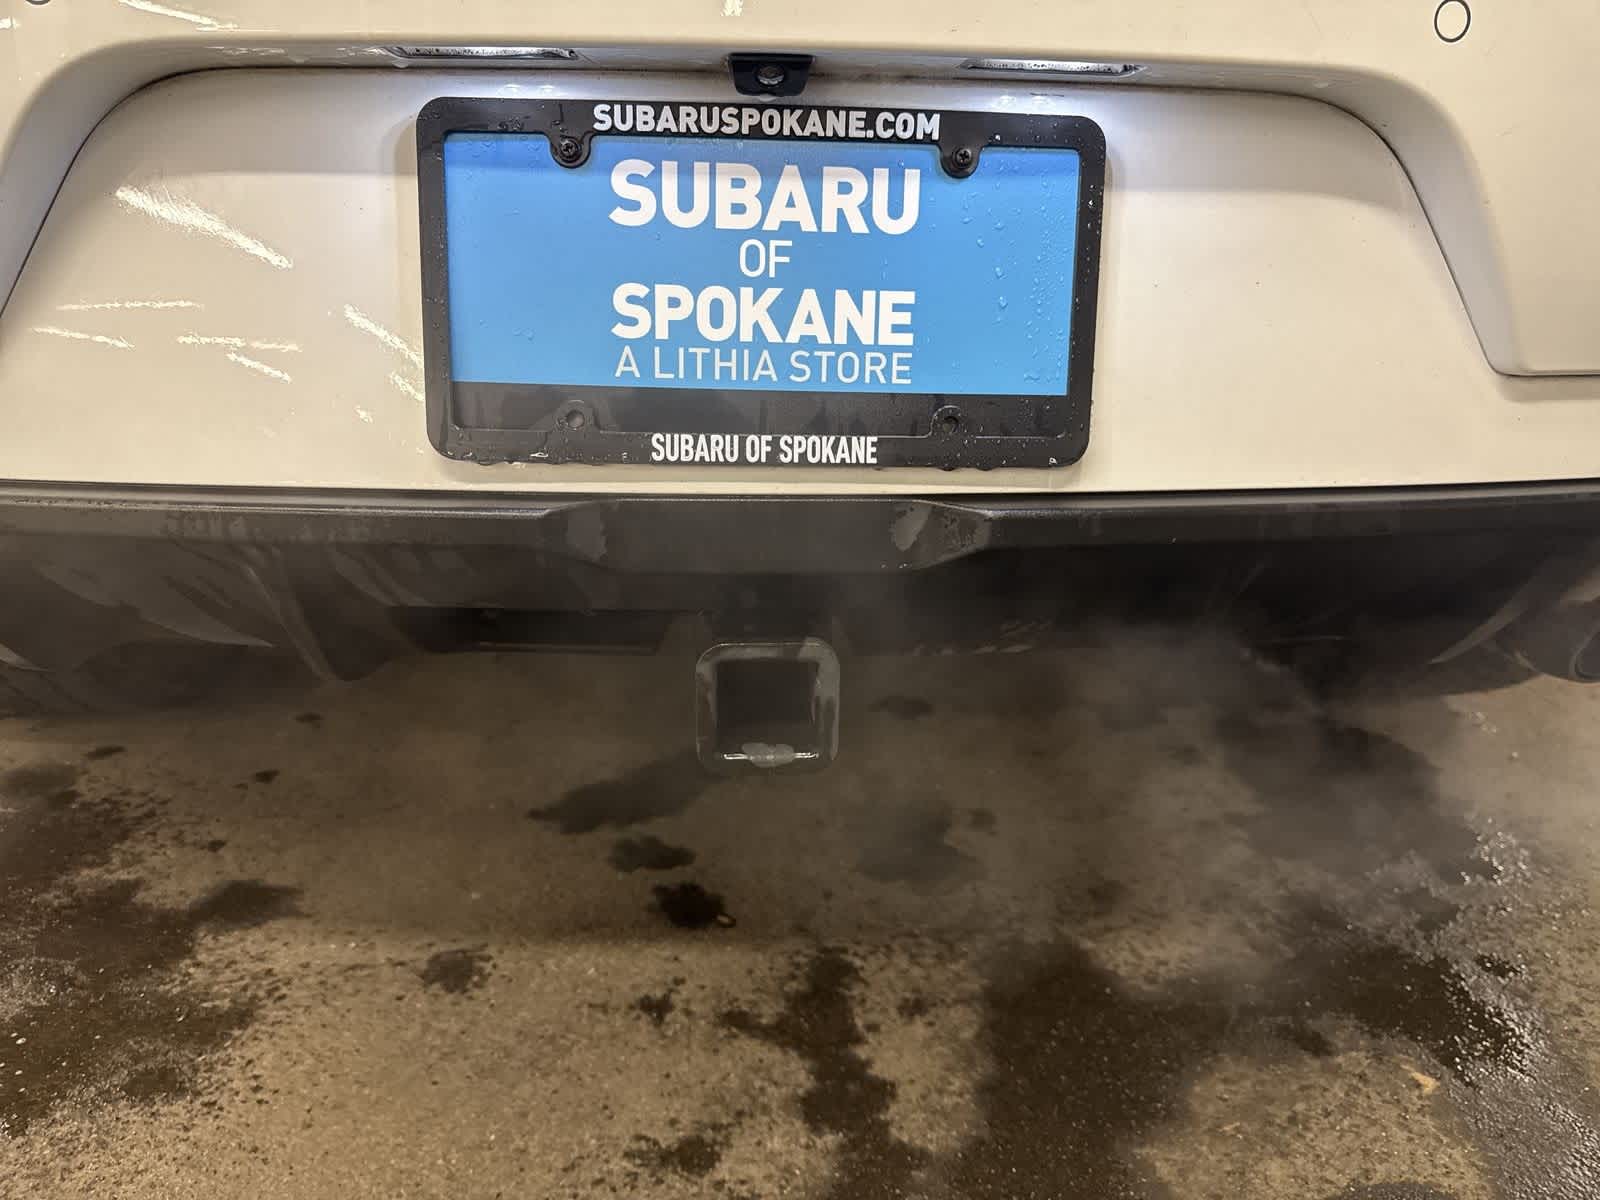 SUBARUSPOKANE.COM
SUBARU
OF
SPOKANE
A LITHIA STORE
SUBARU OF SPOKANE